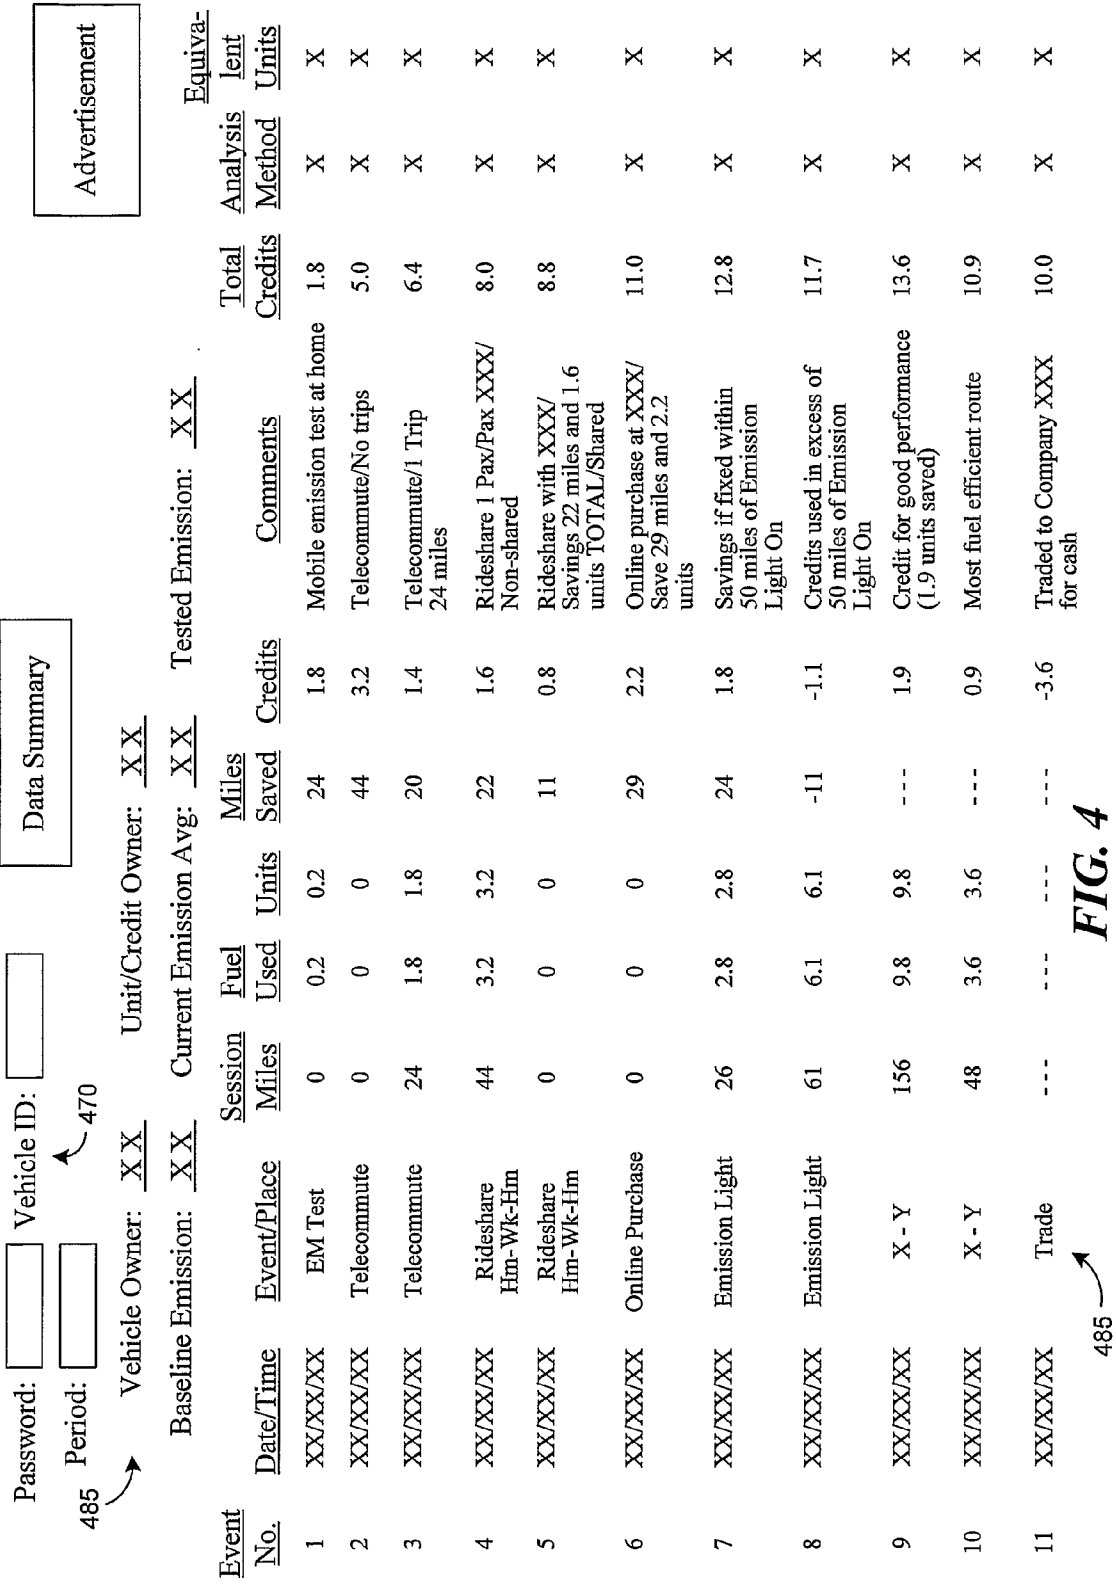 Password: Vehicle ID: Data Summary Advertisement
Period: 470
485
Vehicle Owner: XX Unit/Credit Owner: XX
Baseline Emission: XX Current Emission Avg: XX Tested Emission: XX
Event Session Fuel Miles Total Analysis Equiva-
lent
No. Date/Time Event/Place Miles Used Units Saved Credits Comments Credits Method Units
1 XX/XX/XX EM Test 0 0.2 0.2 24 1.8 Mobile emission test at home 1.8 X X
2 XX/XX/XX Telecommute 0 0 0 44 3.2 Telecommute/No trips 5.0 X X
3 XX/XX/XX Telecommute 24 1.8 1.8 20 1.4 Telecommute/1 Trip 6.4 X X
24 miles
4 XX/XX/XX Rideshare 44 3.2 3.2 22 1.6 Rideshare 1 Pax/Pax XXX/ 8.0 X X
Hm-Wk-Hm Non-shared
5 XX/XX/XX Rideshare 0 0 0 11 0.8 Rideshare with XXX/ 8.8 X X
Hm-Wk-Hm Savings 22 miles and 1.6
units TOTAL/Shared
6 XX/XX/XX Online Purchase 0 0 0 29 2.2 Online purchase at XXX/ 11.0 X X
Save 29 miles and 2.2
units
7 XX/XX/XX Emission Light 26 2.8 2.8 24 1.8 Savings if fixed within 12.8 X X
50 miles of Emission
Light On
8 XX/XX/XX Emission Light 61 6.1 6.1 -11 -1.1 Credits used in excess of 11.7 X X
50 miles of Emission
Light On
9 XX/XX/XX X - Y 156 9.8 9.8 --- 1.9 Credit for good performance 13.6 X X
(1.9 units saved)
10 XX/XX/XX X - Y 48 3.6 3.6 --- 0.9 Most fuel efficient route 10.9 X X
11 XX/XX/XX Trade --- --- --- --- -3.6 Traded to Company XXX 10.0 X X
for cash
485
FIG. 4